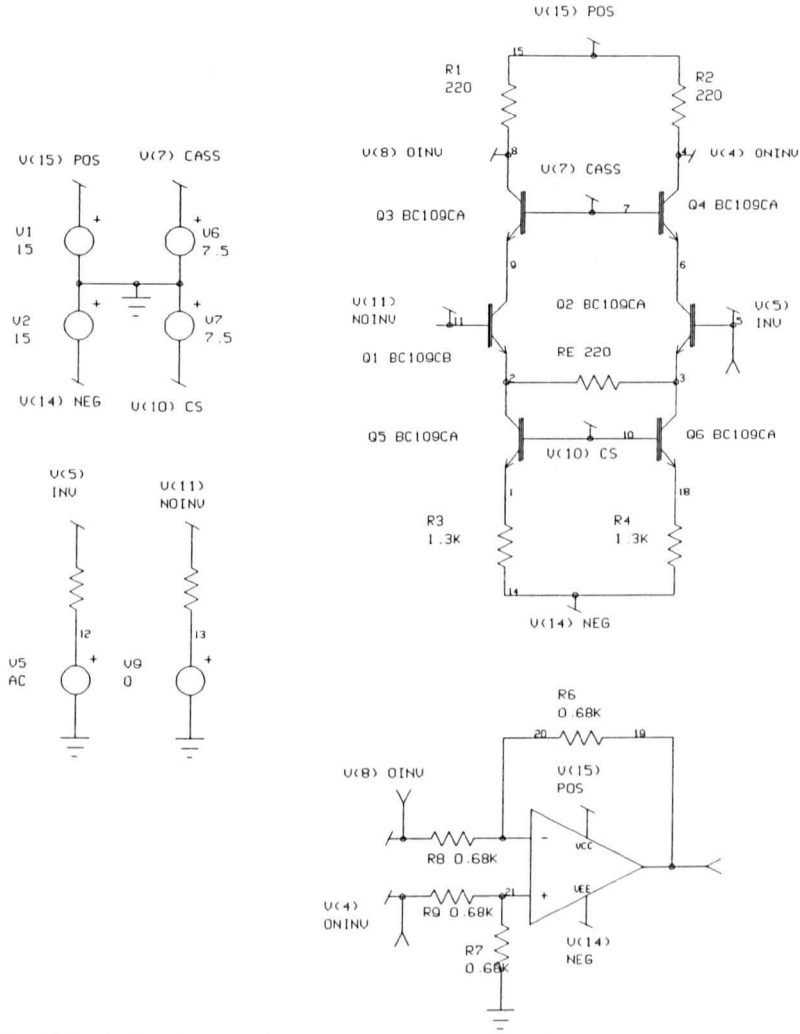 V(15) POS
15
R1
220
R2
220
V(8) OINV
8
4
V(4) ONINV
V(7) CASS
Q3 BC109CA
7
Q4 BC109CA
9
6
V(11)
NOINV
11
Q2 BC109CA
V(5)
INV
5
Q1 BC109CB
RE 220
2
3
Q5 BC109CA
10
Q6 BC109CA
V(10) CS
1
18
R3
1.3K
R4
1.3K
14
V(14) NEG
V(15) POS
V(7) CASS
+
+
V1
15
V6
7.5
+
+
V2
15
V7
7.5
V(14) NEG
V(10) CS
V(5)
INV
V(11)
NOINV
12
13
V5
AC
+
V9
0
+
R6
0.68K
20
19
V(8) OINV
V(15)
POS
-
VCC
R8 0.68K
VEE
21
+
V(4)
ONINV
R9 0.68K
R7
0.68K
V(14)
NEG